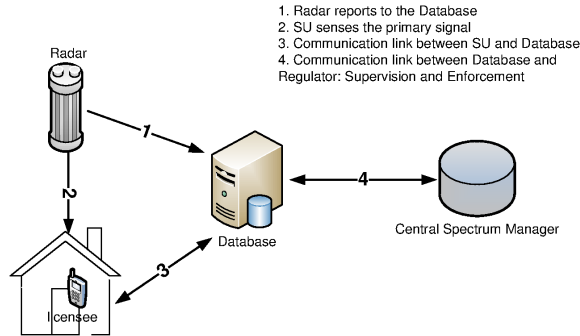 1. Radar reports to the Database
2. SU senses the primary signal
3. Communication link between SU and Database
4. Communication link between Database and
Regulator: Supervision and Enforcement
Radar
1
2
4
Central Spectrum Manager
Database
3
licensee